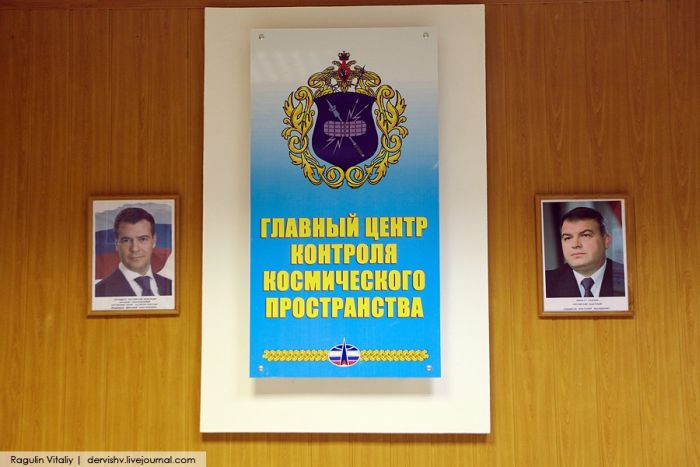 ГЛАВНЫЙ ЦЕНТР
КОНТРОЛЯ
КОСМИЧЕСКОГО
ПРОСТРАНСТВА
Ragulin Vitaliy | dervishv.livejournal.com